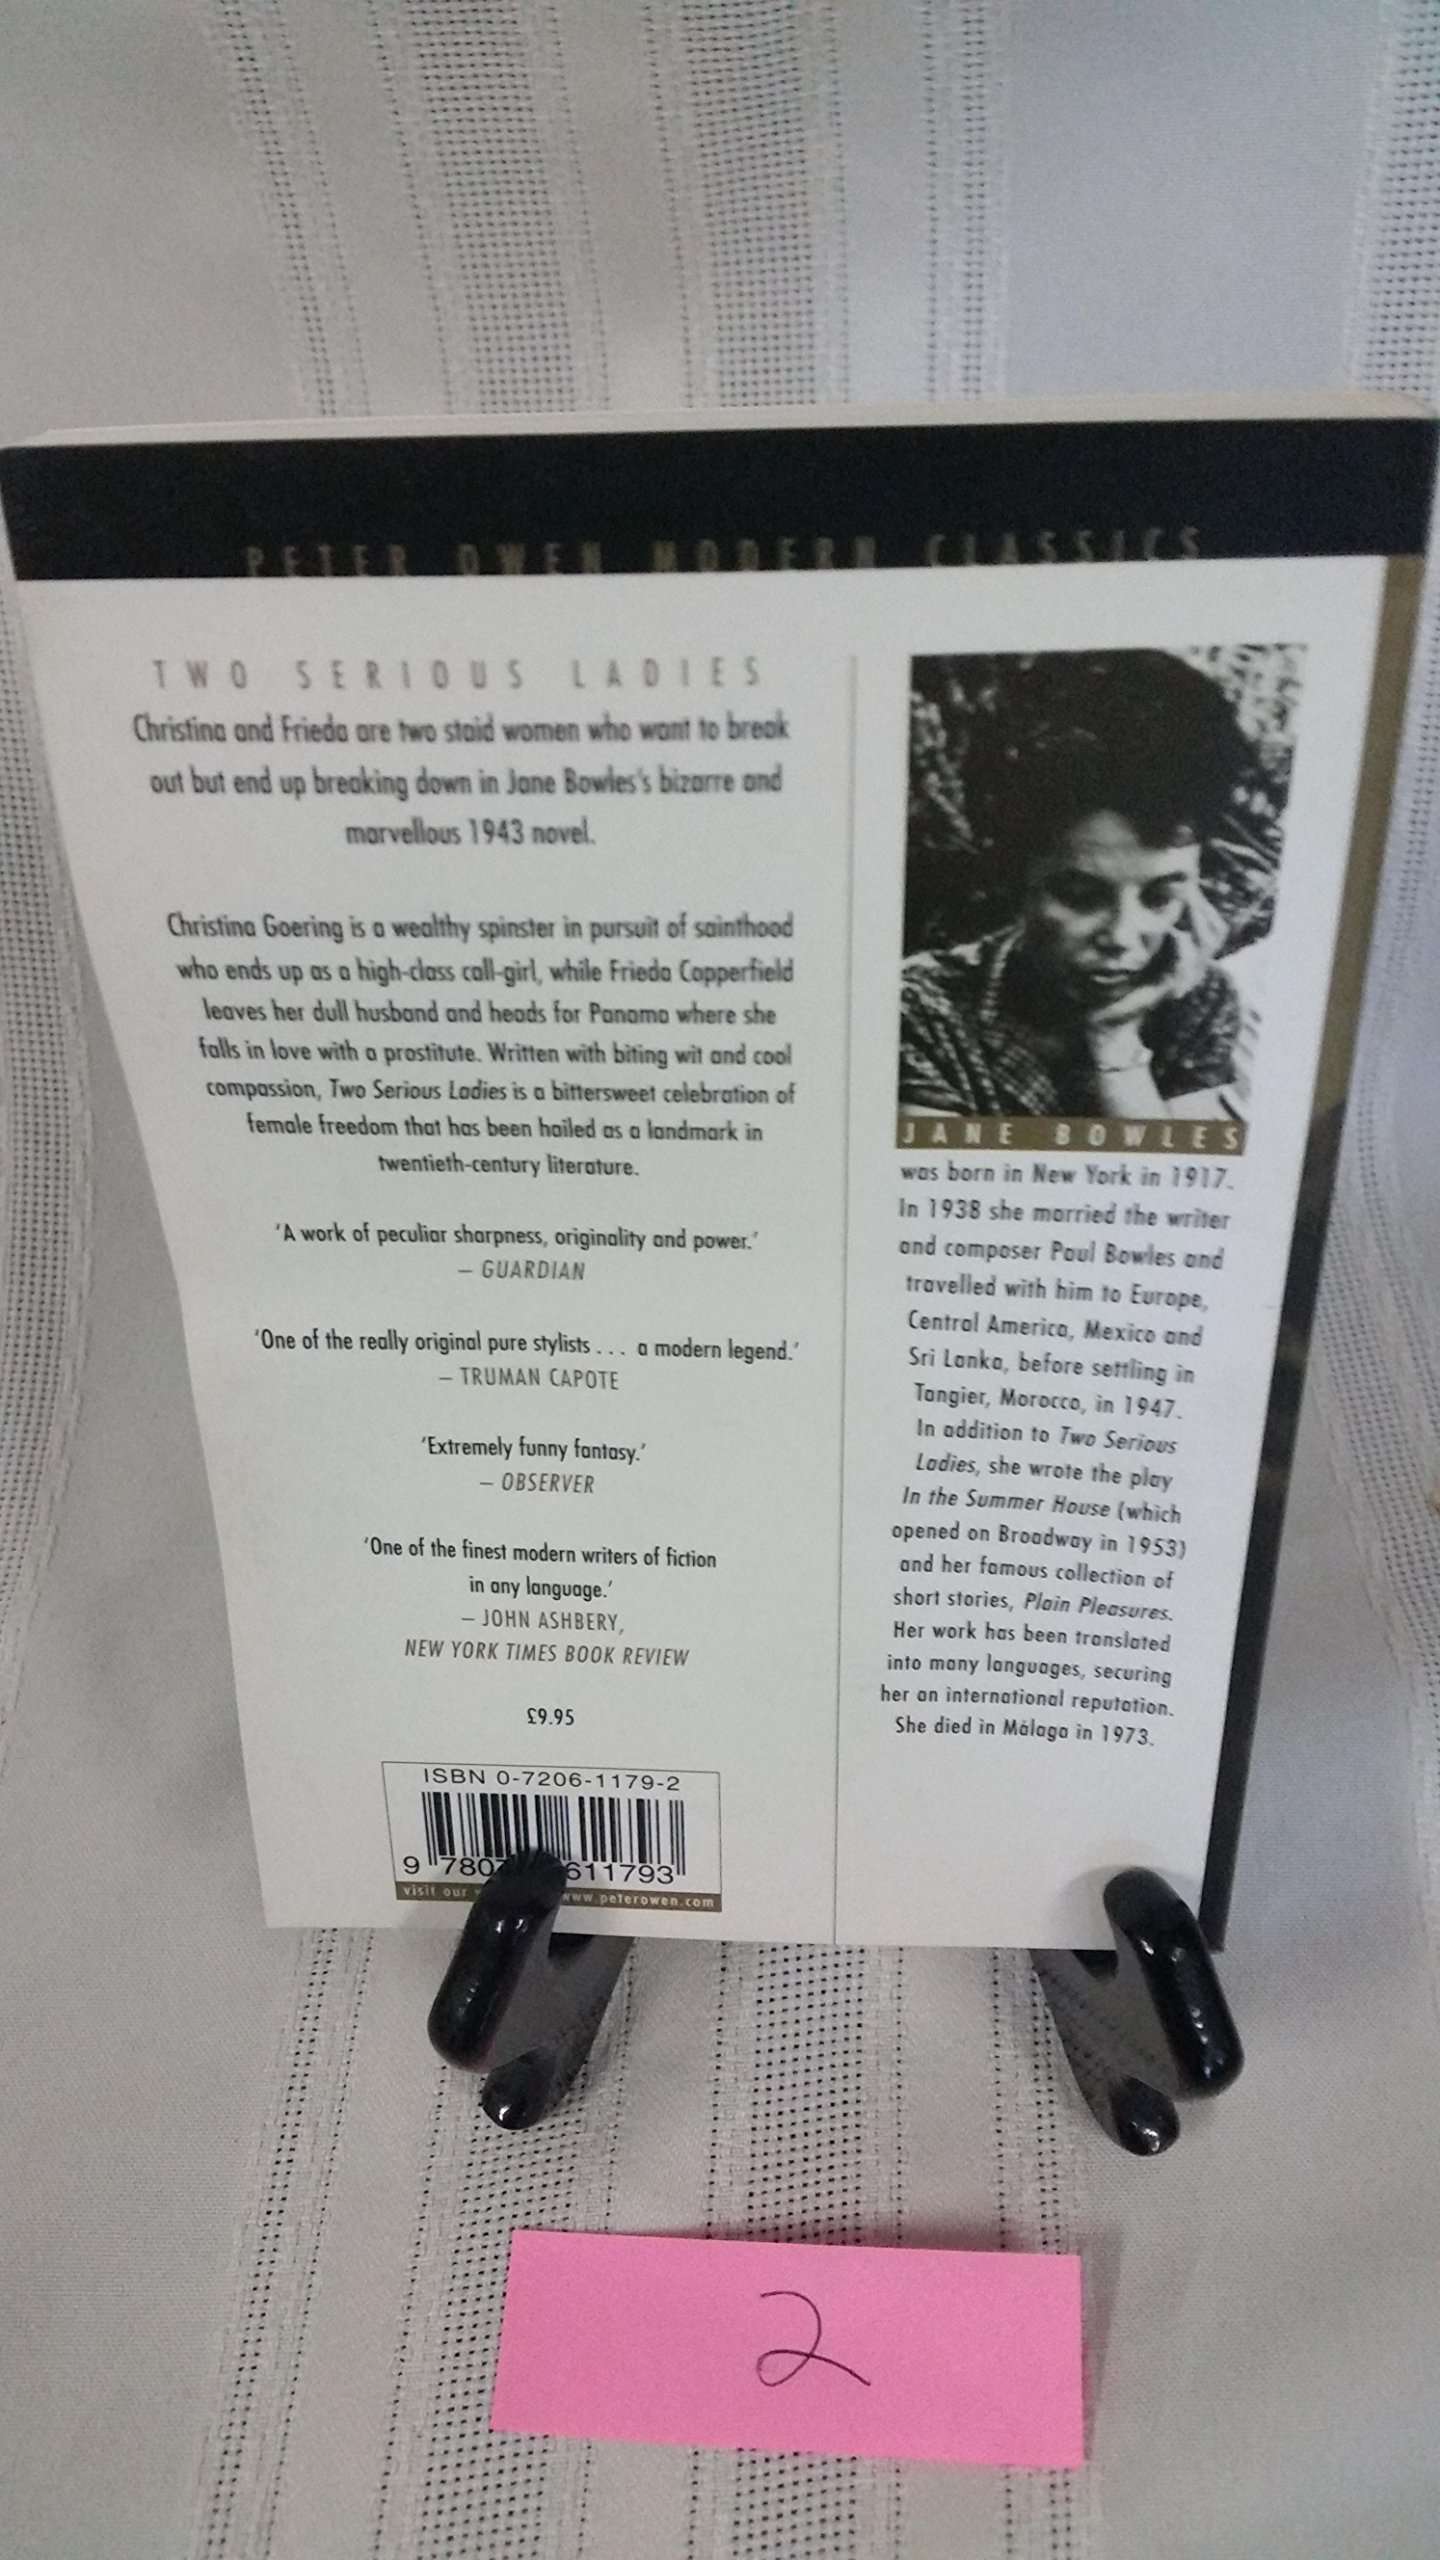 PETER OWEN MODERN CLASSICS
TWO SERIOUS LADIES
Christina and Frieda are two staid women who want to break
out but end up breaking down in Jane Bowles's bizarre and
marvellous 1943 novel.
Christina Goering is a wealthy spinster in pursuit of sainthood
who ends up as a high-class call-girl, while Frieda Copperfield
leaves her dull husband and heads for Panama where she
falls in love with a prostitute. Written with biting wit and cool
compassion, Two Serious Ladies is a bittersweet celebration of
female freedom that has been hailed as a landmark in
twentieth-century literature.
'A work of peculiar sharpness, originality and power.'
– GUARDIAN
'One of the really original pure stylists . . . a modern legend.'
– TRUMAN CAPOTE
'Extremely funny fantasy.'
– OBSERVER
'One of the finest modern writers of fiction
in any language.'
– JOHN ASHBERY,
NEW YORK TIMES BOOK REVIEW
£9.95
ISBN 0-7206-1179-2
9 780 611793
visit our www.peterowen.com
JANE BOWLES
was born in New York in 1917.
In 1938 she married the writer
and composer Paul Bowles and
travelled with him to Europe,
Central America, Mexico and
Sri Lanka, before settling in
Tangier, Morocco, in 1947.
In addition to Two Serious
Ladies, she wrote the play
In the Summer House (which
opened on Broadway in 1953)
and her famous collection of
short stories, Plain Pleasures.
Her work has been translated
into many languages, securing
her an international reputation.
She died in Málaga in 1973.
2